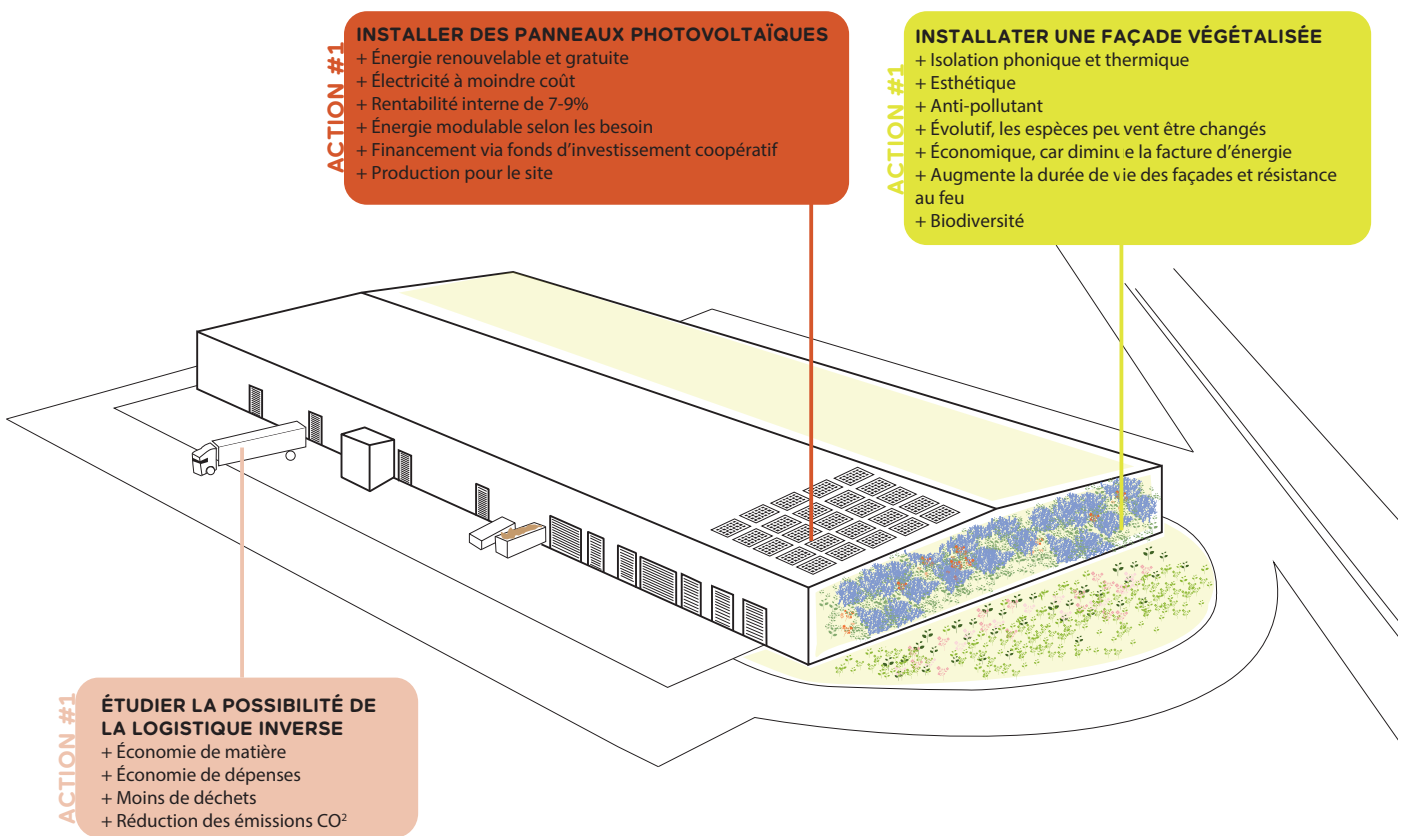 ACTION #1
INSTALLER DES PANNEAUX PHOTOVOLTAÏQUES
+ Énergie renouvelable et gratuite
+ Électricité à moindre coût
+ Rentabilité interne de 7-9%
+ Énergie modulable selon les besoin
+ Financement via fonds d'investissement coopératif
+ Production pour le site
ACTION #1
INSTALLATER UNE FAÇADE VÉGÉTALISÉE
+ Isolation phonique et thermique
+ Esthétique
+ Anti-pollutant
+ Évolutif, les espèces peuvent être changés
+ Économique, car diminue la facture d'énergie
+ Augmente la durée de vie des façades et résistance
au feu
+ Biodiversité
ACTION #1
ÉTUDIER LA POSSIBILITÉ DE
LA LOGISTIQUE INVERSE
+ Économie de matière
+ Économie de dépenses
+ Moins de déchets
+ Réduction des émissions CO²